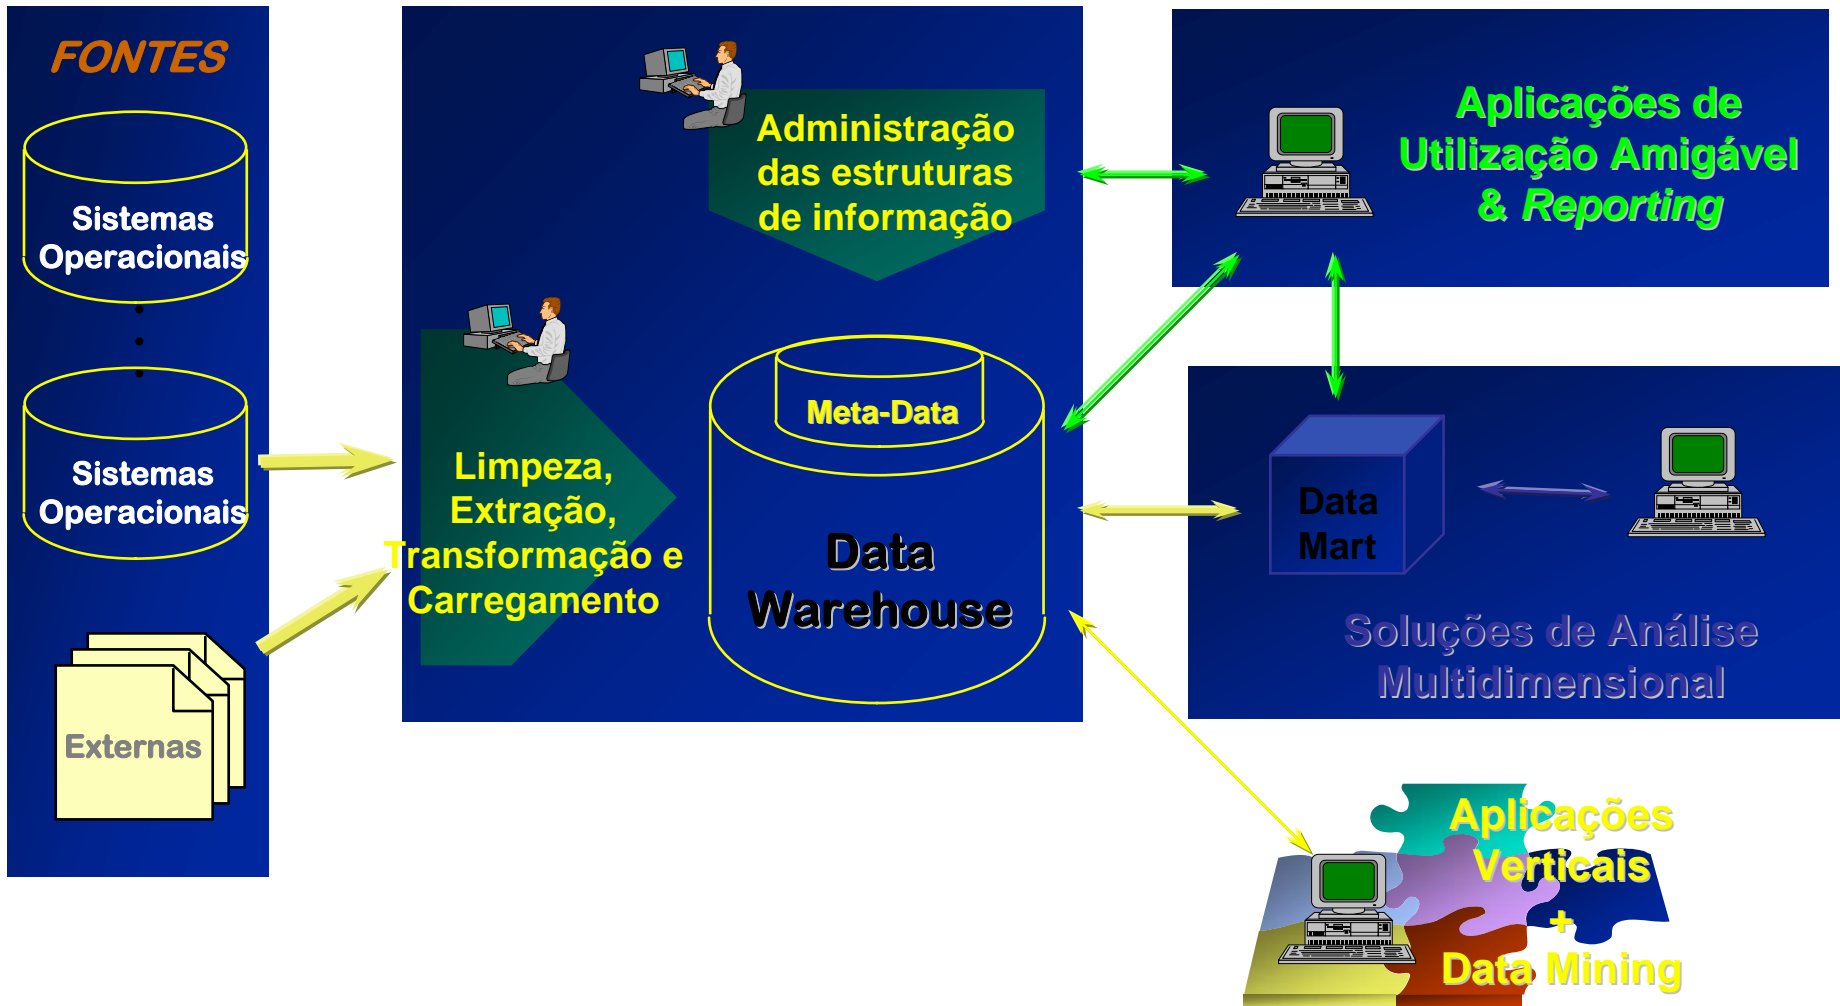 FONTES
Sistemas
Operacionais
Sistemas
Operacionais
Externas
Administração
das estruturas
de informação
Limpeza,
Extração,
Transformação e
Carregamento
Meta-Data
Data
Warehouse
Aplicações de
Utilização Amigável
& Reporting
Data
Mart
Soluções de Análise
Multidimensional
Aplicações
Verticais
+
Data Mining